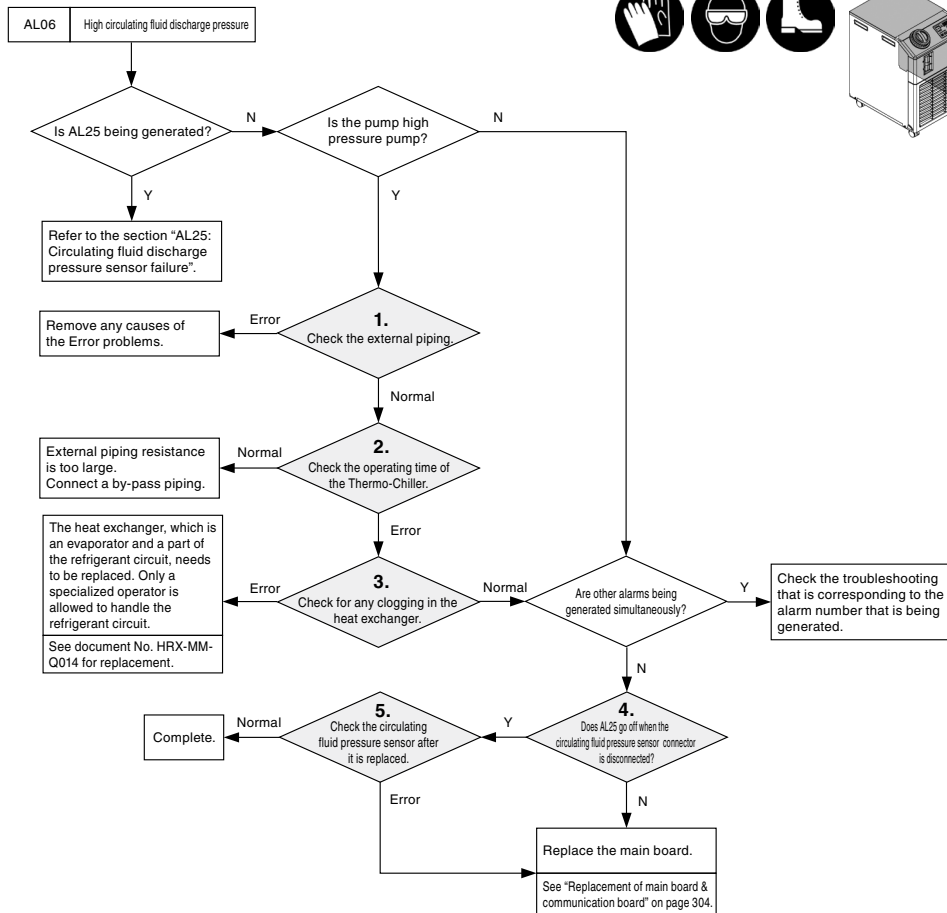 AL06
High circulating fluid discharge pressure
Is AL25 being generated?
N
Is the pump high
pressure pump?
N
Y
Y
Refer to the section “AL25:
Circulating fluid discharge
pressure sensor failure”.
1.
Check the external piping.
Error
Remove any causes of
the Error problems.
Normal
2.
Check the operating time of
the Thermo-Chiller.
Normal
External piping resistance
is too large.
Connect a by-pass piping.
Error
3.
Check for any clogging in the
heat exchanger.
Error
The heat exchanger, which is
an evaporator and a part of
the refrigerant circuit, needs
to be replaced. Only a
specialized operator is
allowed to handle the
refrigerant circuit.
See document No. HRX-MM-
Q014 for replacement.
Normal
Are other alarms being
generated simultaneously?
Y
Check the troubleshooting
that is corresponding to the
alarm number that is being
generated.
N
4.
Does AL25 go off when the
circulating fluid pressure sensor connector
is disconnected?
Y
5.
Check the circulating
fluid pressure sensor after
it is replaced.
Normal
Complete.
Error
N
Replace the main board.
See “Replacement of main board &
communication board” on page 304.